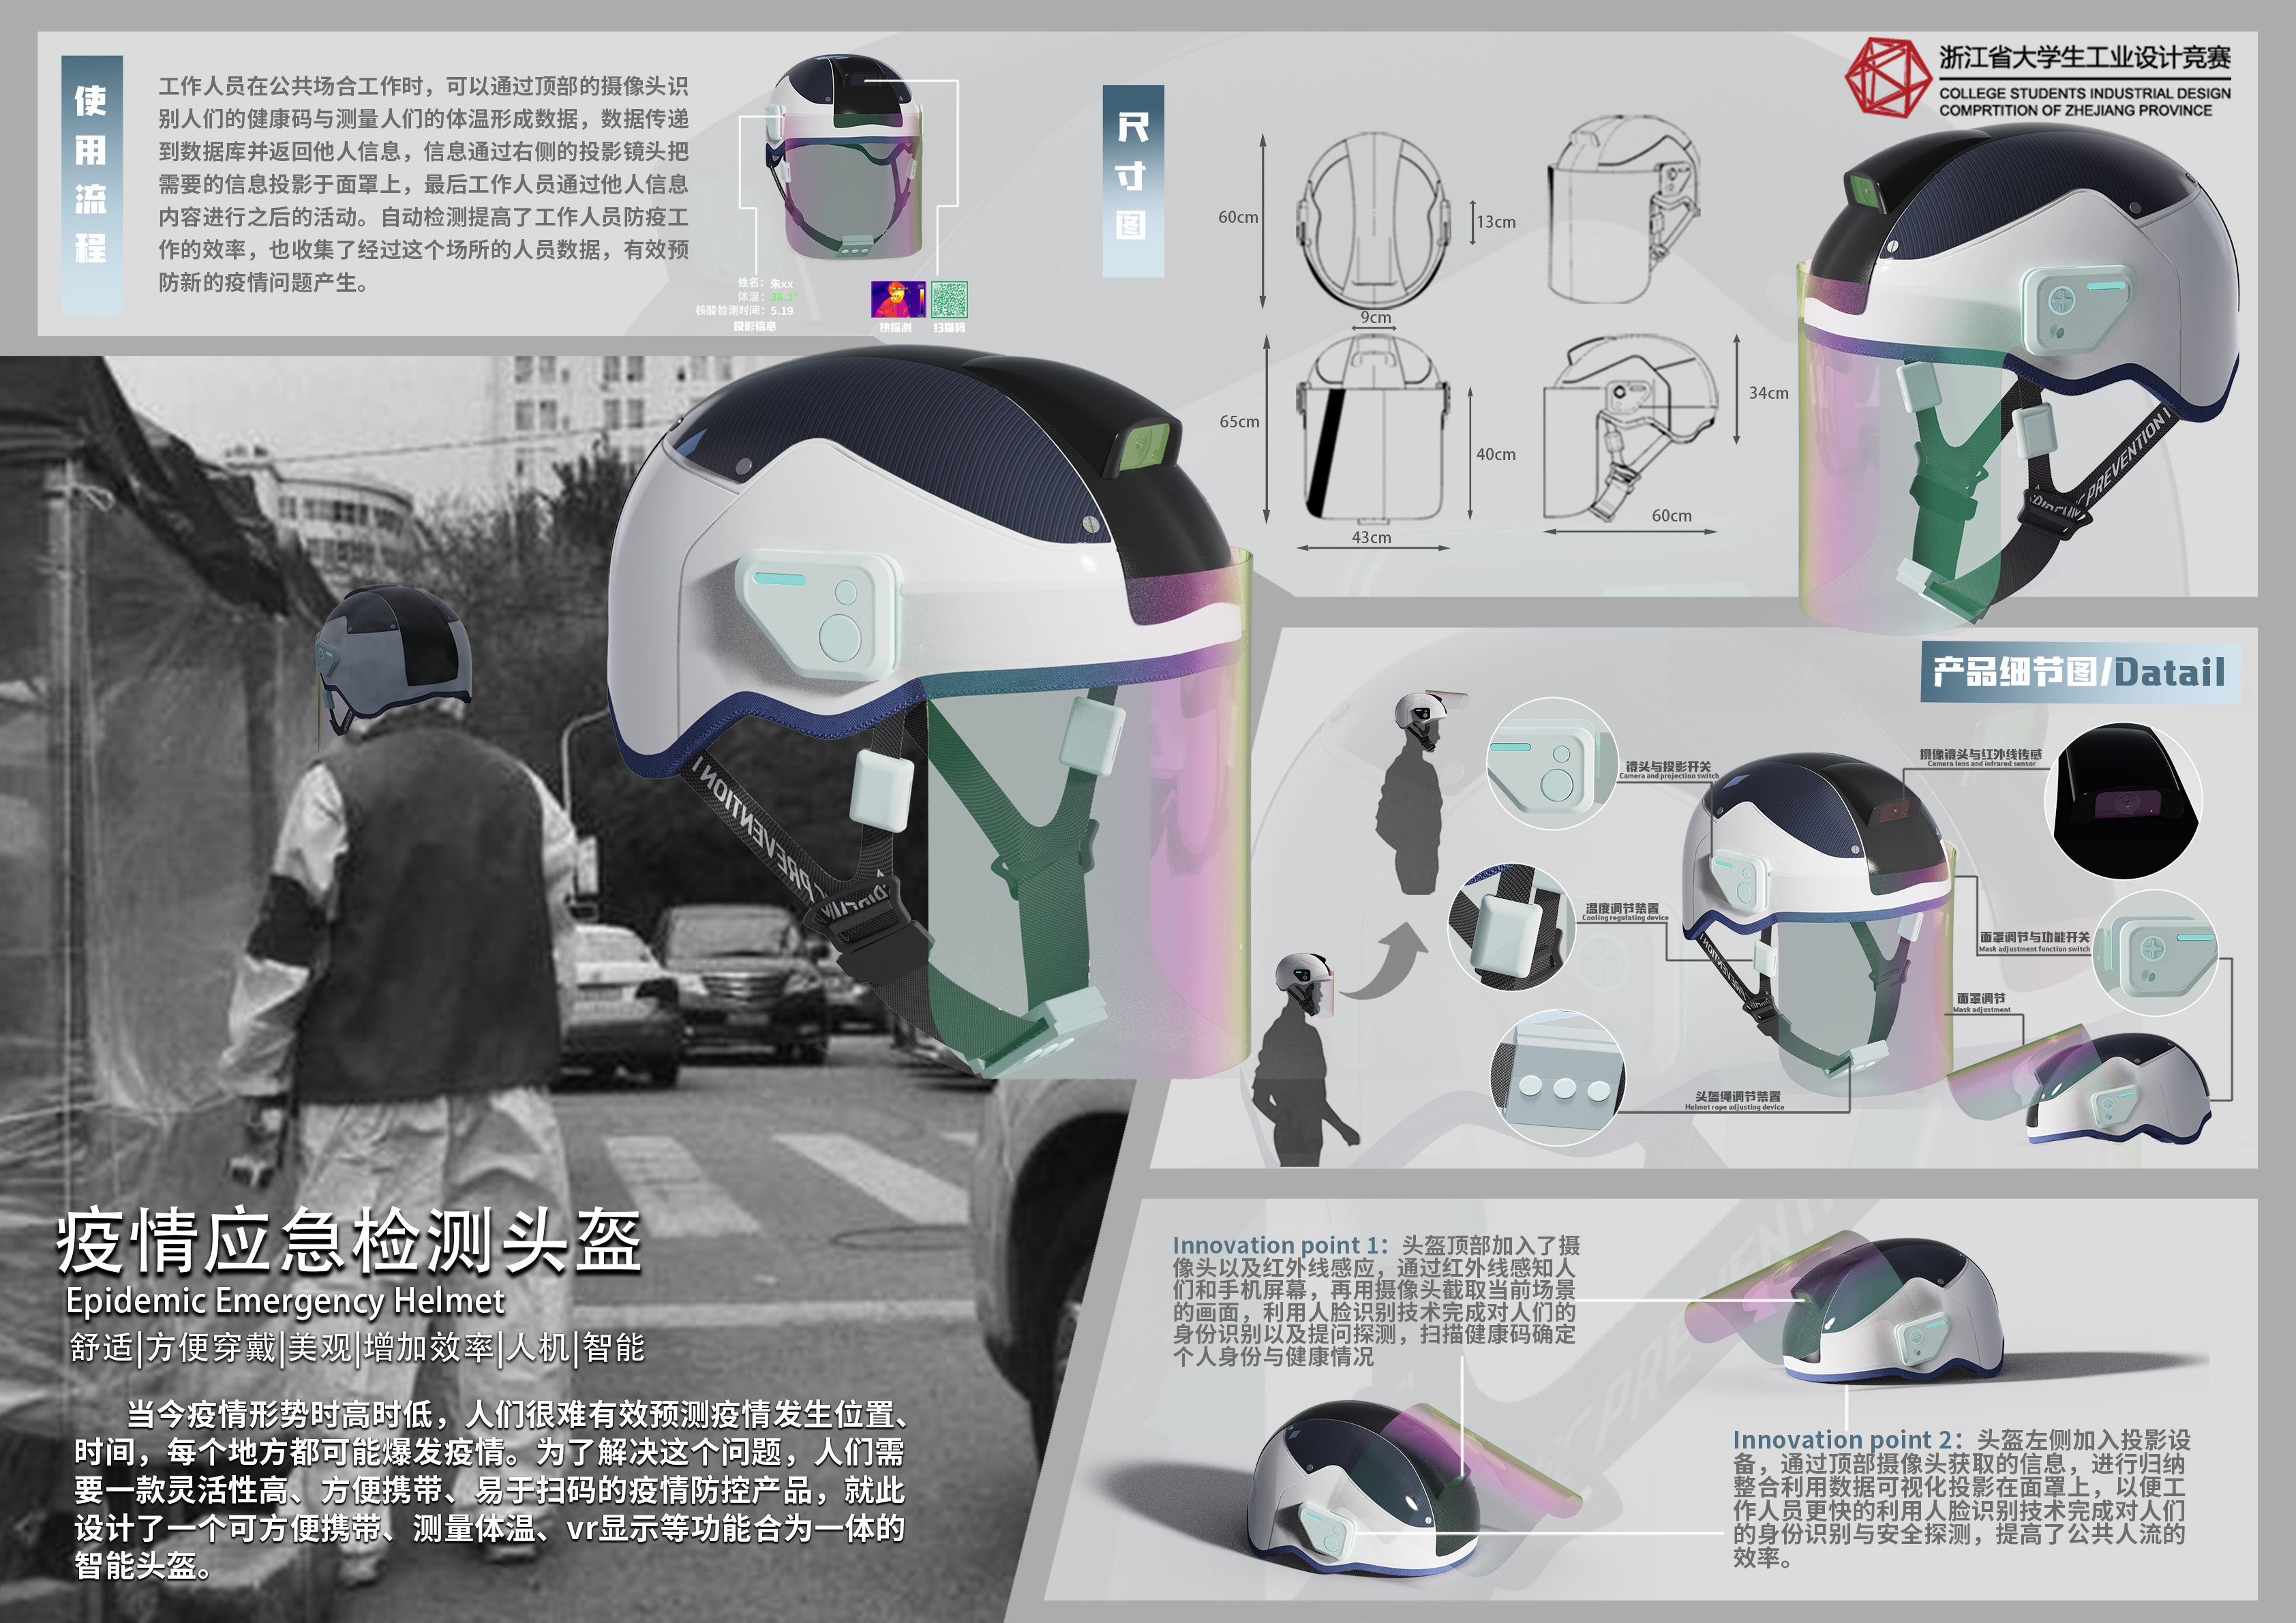 使用流程
工作人员在公共场合工作时，可以通过顶部的摄像头识
别人们的健康码与测量人们的体温形成数据，数据传递
到数据库并返回他人信息，信息通过右侧的投影镜头把
需要的信息投影于面罩上，最后工作人员通过他人信息
内容进行之后的活动。自动检测提高了工作人员防疫工
作的效率，也收集了经过这个场所的人员数据，有效预
防新的疫情问题产生。
姓名：朱xx
体温：36.2°
核酸检测时间：5.19
投影信息
热探测
扫描码
尺寸图
60cm
13cm
9cm
65cm
40cm
43cm
34cm
60cm
浙江省大学生工业设计竞赛
COLLEGE STUDENTS INDUSTRIAL DESIGN
COMPRTITION OF ZHEJIANG PROVINCE
PREVENTION
PREVENTION
产品细节图/Datail
镜头与投影开关
Camera and projection switch
摄像镜头与红外线传感
Camera lens and infrared sensor
温度调节装置
Cooling regulating device
面罩调节与功能开关
Mask adjustment function switch
面罩调节
Mask adjustment
头盔绳调节装置
Helmet rope adjusting device
疫情应急检测头盔
Epidemic Emergency Helmet
舒适|方便穿戴|美观|增加效率|人机|智能
当今疫情形势时高时低，人们很难有效预测疫情发生位置、
时间，每个地方都可能爆发疫情。为了解决这个问题，人们需
要一款灵活性高、方便携带、易于扫码的疫情防控产品，就此
设计了一个可方便携带、测量体温、vr显示等功能合为一体的
智能头盔。
Innovation point 1：头盔顶部加入了摄
像头以及红外线感应，通过红外线感知人
们和手机屏幕，再用摄像头截取当前场景
的画面，利用人脸识别技术完成对人们的
身份识别以及提问探测，扫描健康码确定
个人身份与健康情况
Innovation point 2：头盔左侧加入投影设
备，通过顶部摄像头获取的信息，进行归纳
整合利用数据可视化投影在面罩上，以便工
作人员更快的利用人脸识别技术完成对人们
的身份识别与安全探测，提高了公共人流的
效率。